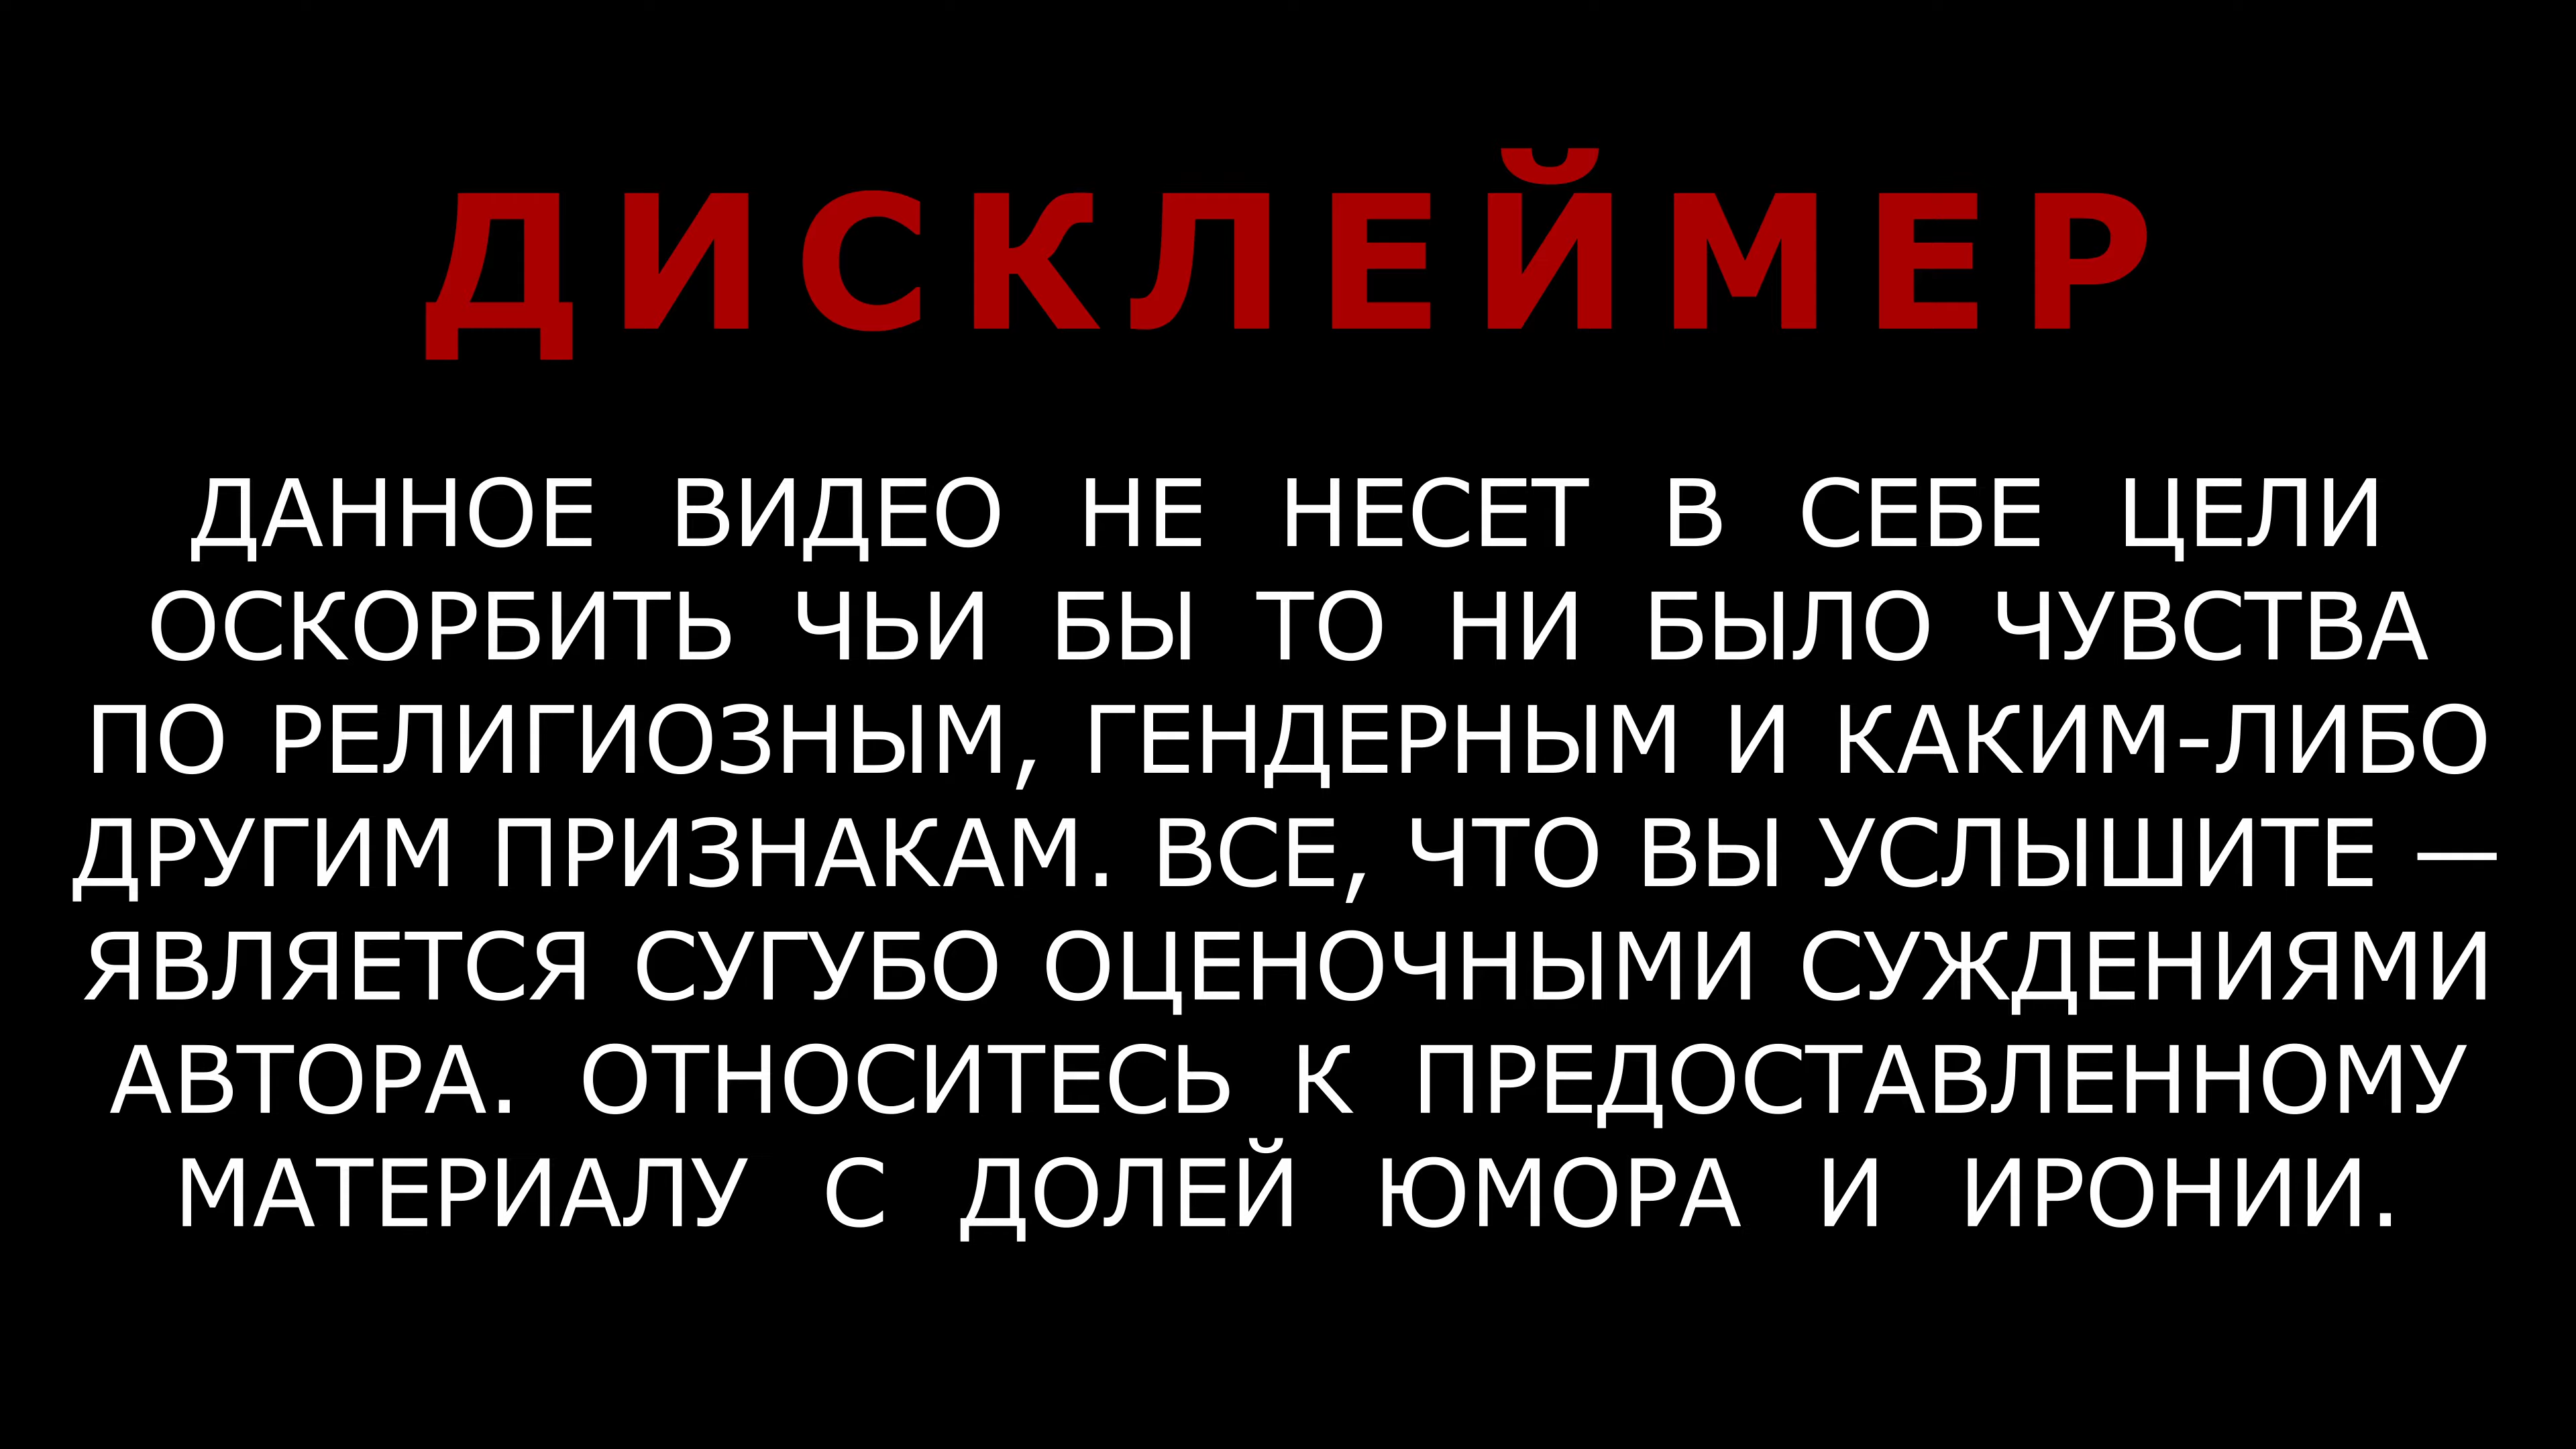 ДИСКЛЕЙМЕР
ДАННОЕ ВИДЕО НЕ НЕСЕТ В СЕБЕ ЦЕЛИ
ОСКОРБИТЬ ЧЬИ БЫ ТО НИ БЫЛО ЧУВСТВА
ПО РЕЛИГИОЗНЫМ, ГЕНДЕРНЫМ И КАКИМ-ЛИБО
ДРУГИМ ПРИЗНАКАМ. ВСЕ, ЧТО ВЫ УСЛЫШИТЕ —
ЯВЛЯЕТСЯ СУГУБО ОЦЕНОЧНЫМИ СУЖДЕНИЯМИ
АВТОРА. ОТНОСИТЕСЬ К ПРЕДОСТАВЛЕННОМУ
МАТЕРИАЛУ С ДОЛЕЙ ЮМОРА И ИРОНИИ.